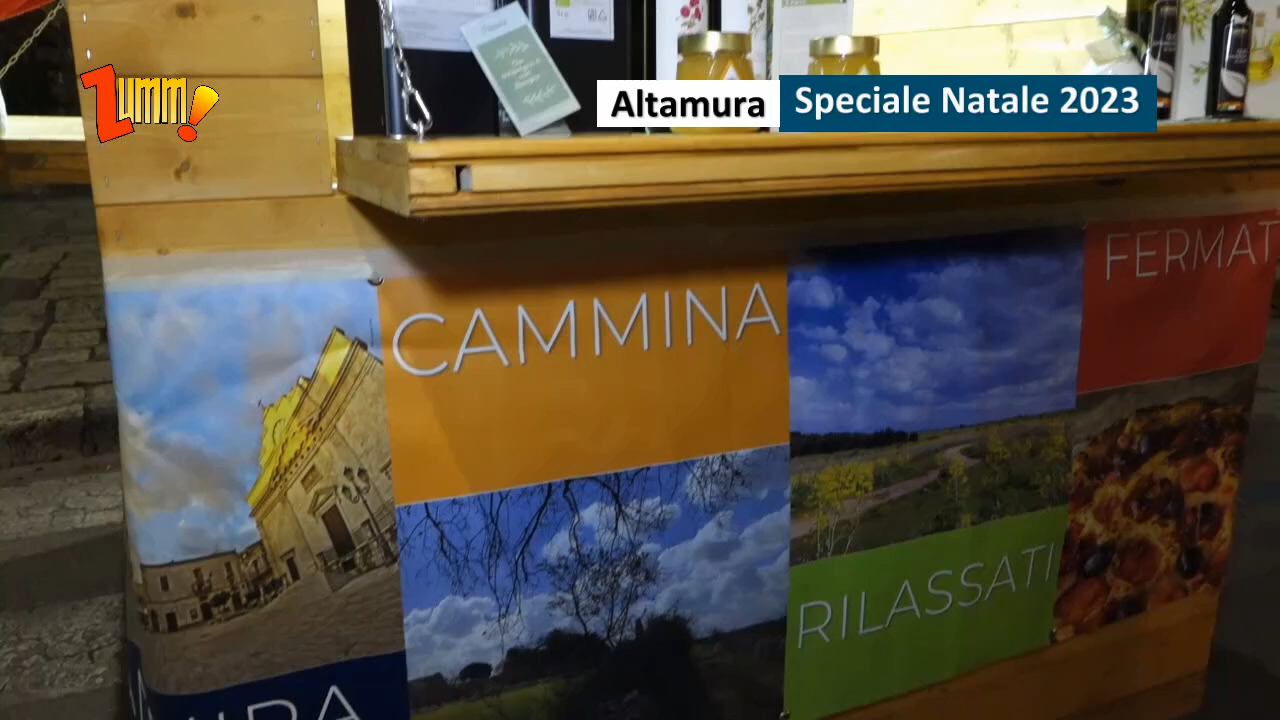 Zumm!
Altamura
Speciale Natale 2023
CAMMINA
FERMAT
RILASSATI